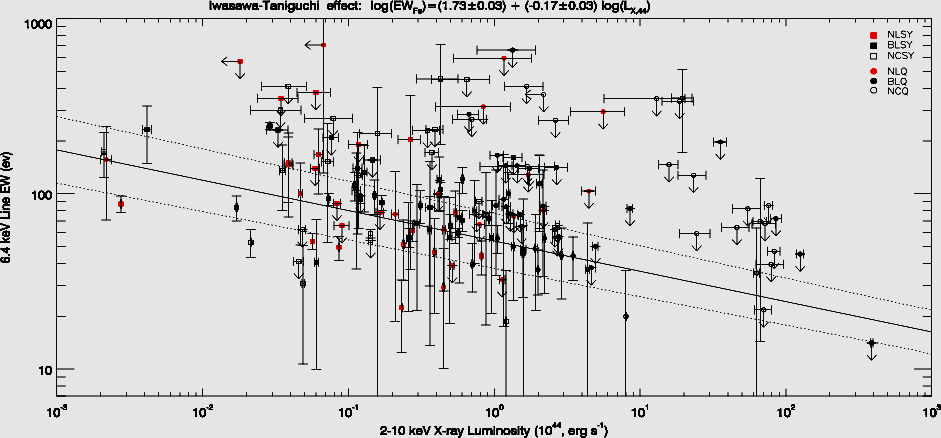 Iwasawa-Taniguchi effect: log(EW_Fe)=(1.73±0.03) + (-0.17±0.03) log(L_X,44)
1000
100
10
6.4 keV Line EW (ev)
NLSY
BLSY
NCSY
NLQ
BLQ
NCQ
10^-3 10^-2 10^-1 10^0 10^1 10^2 10^3
2-10 keV X-ray Luminosity (10^44, erg s^-1)